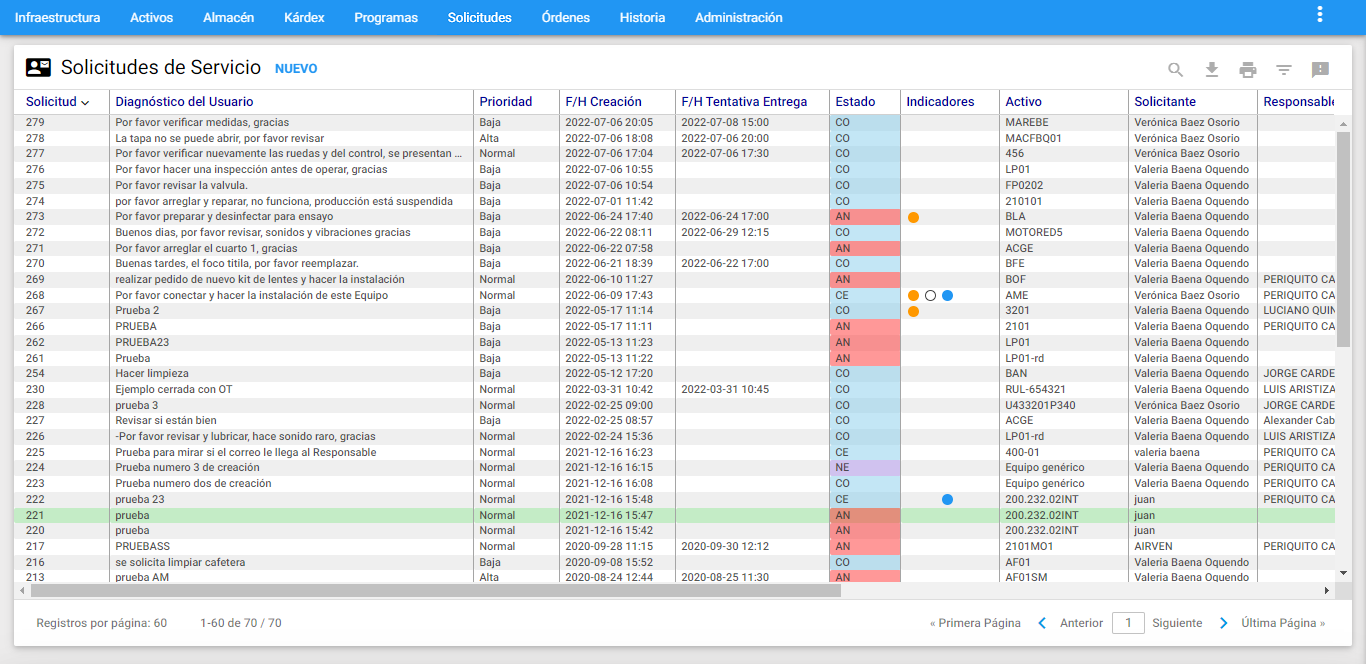 Infraestructura Activos Almacén Kárdex Programas Solicitudes Órdenes Historia Administración
Solicitudes de Servicio NUEVO
Solicitud Diagnóstico del Usuario Prioridad F/H Creación F/H Tentativa Entrega Estado Indicadores Activo Solicitante Responsable
279 Por favor verificar medidas, gracias Baja 2022-07-06 20:05 2022-07-08 15:00 CO MAREBE Verónica Baez Osorio
278 La tapa no se puede abrir, por favor revisar Alta 2022-07-06 18:08 2022-07-06 20:00 CO MACFBQ01 Verónica Baez Osorio
277 Por favor verificar nuevamente las ruedas y del control, se presentan ... Normal 2022-07-06 17:04 2022-07-06 17:30 CO 456 Verónica Baez Osorio
276 Por favor hacer una inspección antes de operar, gracias Baja 2022-07-06 10:55 CO LP01 Valeria Baena Oquendo
275 Por favor revisar la valvula. Baja 2022-07-06 10:54 CO FP0202 Valeria Baena Oquendo
274 por favor arreglar y reparar, no funciona, producción está suspendida Baja 2022-07-01 11:42 CO 210101 Valeria Baena Oquendo
273 Por favor preparar y desinfectar para ensayo Baja 2022-06-24 17:40 2022-06-24 17:00 AN BLA Valeria Baena Oquendo
272 Buenos dias, por favor revisar, sonidos y vibraciones gracias Baja 2022-06-22 08:11 2022-06-29 12:15 CO MOTORED5 Valeria Baena Oquendo
271 Por favor arreglar el cuarto 1, gracias Baja 2022-06-22 07:58 AN ACGE Valeria Baena Oquendo
270 Buenas tardes, el foco titila, por favor reemplazar. Baja 2022-06-21 18:39 2022-06-22 17:00 CO BFE Valeria Baena Oquendo
269 realizar pedido de nuevo kit de lentes y hacer la instalación Normal 2022-06-10 11:27 AN BOF Valeria Baena Oquendo PERIQUITO CA
268 Por favor conectar y hacer la instalación de este Equipo Normal 2022-06-09 17:43 CE AME Verónica Baez Osorio PERIQUITO CA
267 Prueba 2 Baja 2022-05-17 11:14 CO 3201 Valeria Baena Oquendo LUCIANO QUIN
266 PRUEBA Baja 2022-05-17 11:11 AN 2101 Valeria Baena Oquendo PERIQUITO CA
262 PRUEBA23 Baja 2022-05-13 11:23 AN LP01 Valeria Baena Oquendo
261 Prueba Baja 2022-05-13 11:22 AN LP01-rd Valeria Baena Oquendo
254 Hacer limpieza Baja 2022-05-12 17:20 CO BAN Valeria Baena Oquendo JORGE CARDE
230 Ejemplo cerrada con OT Normal 2022-03-31 10:42 2022-03-31 10:45 CO RUL-654321 Valeria Baena Oquendo LUIS ARISTIZA
228 prueba 3 Normal 2022-02-25 09:00 CO U433201P340 Verónica Baez Osorio JORGE CARDE
227 Revisar si están bien Baja 2022-02-25 08:57 CO ACGE Valeria Baena Oquendo Alexander Cab
226 -Por favor revisar y lubricar, hace sonido raro, gracias Normal 2022-02-24 15:36 CO LP01-rd Valeria Baena Oquendo LUIS ARISTIZA
225 Prueba para mirar si el correo le llega al Responsable Normal 2021-12-16 16:23 CE 400-01 valeria baena PERIQUITO CA
224 Prueba numero 3 de creación Normal 2021-12-16 16:15 NE Equipo genérico Valeria Baena Oquendo PERIQUITO CA
223 Prueba numero dos de creación Normal 2021-12-16 16:08 CO Equipo genérico Valeria Baena Oquendo PERIQUITO CA
222 prueba 23 Normal 2021-12-16 15:48 CE 200.232.02INT juan PERIQUITO CA
221 prueba Normal 2021-12-16 15:47 AN 200.232.02INT juan
220 prueba Normal 2021-12-16 15:42 AN 200.232.02INT juan
217 PRUEBASS Normal 2020-09-28 11:15 2020-09-30 12:12 AN 2101MO1 AIRVEN PERIQUITO CA
216 se solicita limpiar cafetera Baja 2020-09-08 15:52 CO AF01 Valeria Baena Oquendo
213 prueba AM Alta 2020-08-24 12:44 2020-08-25 11:30 AN AF01SM Valeria Baena Oquendo
Registros por página: 60 1-60 de 70 / 70 « Primera Página Anterior 1 Siguiente Última Página »